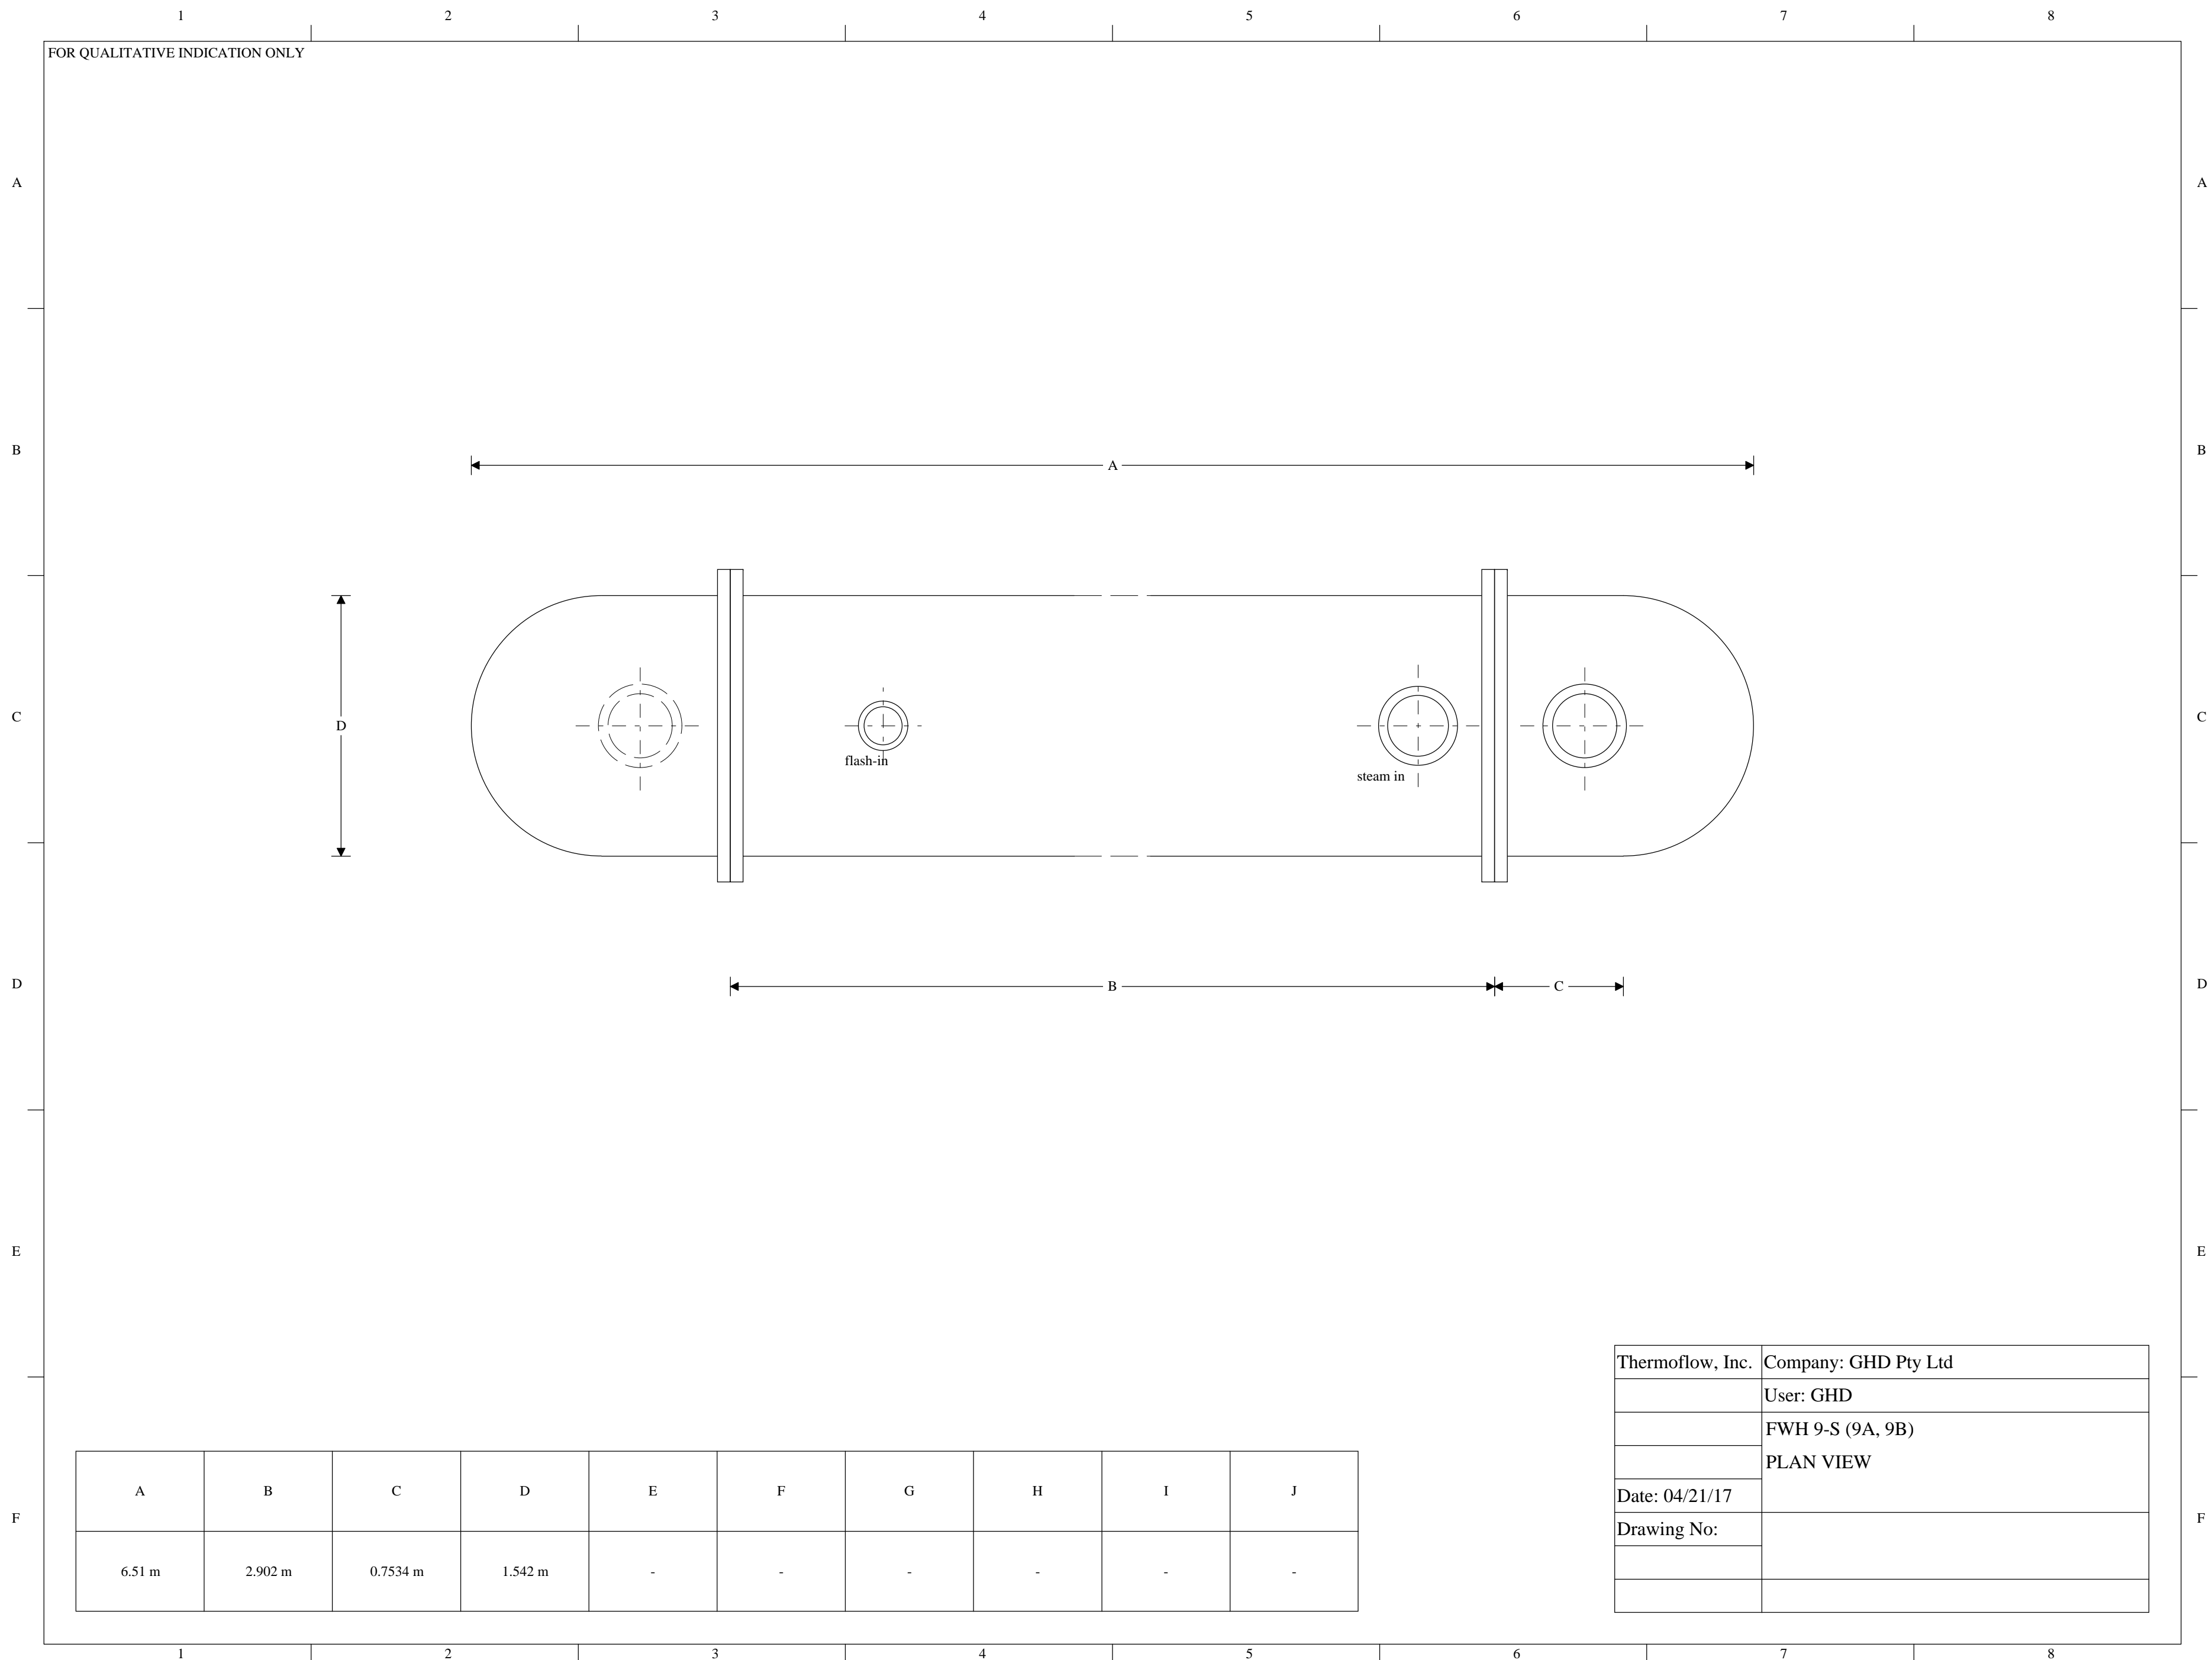 1 2 3 4 5 6 7 8
FOR QUALITATIVE INDICATION ONLY
A A
B B
A
C C
D
flash-in
steam in
D D
B C
E E
Thermoflow, Inc. Company: GHD Pty Ltd
User: GHD
FWH 9-S (9A, 9B)
PLAN VIEW
Date: 04/21/17
Drawing No:
A B C D E F G H I J
F F
6.51 m 2.902 m 0.7534 m 1.542 m - - - - - -
1 2 3 4 5 6 7 8